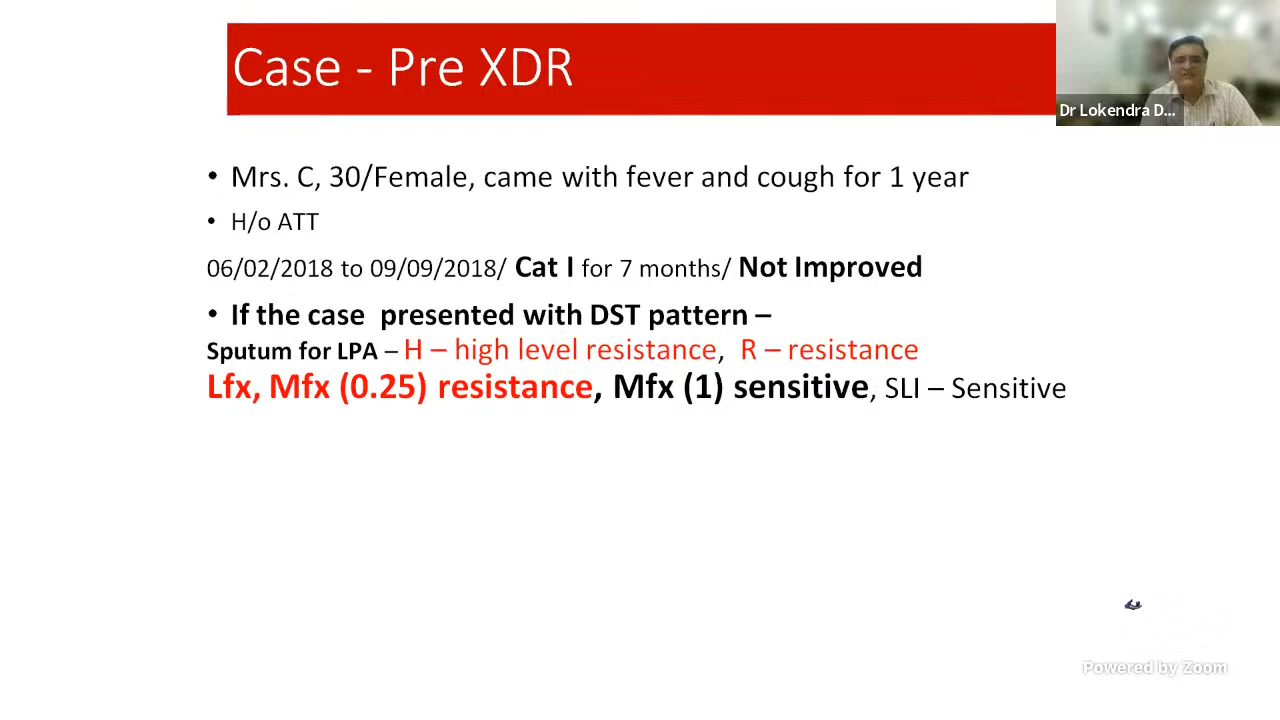 Case - Pre XDR
Dr Lokendra D...
• Mrs. C, 30/Female, came with fever and cough for 1 year
• H/o ATT
06/02/2018 to 09/09/2018/ Cat I for 7 months/ Not Improved
• If the case presented with DST pattern –
Sputum for LPA – H – high level resistance, R – resistance
Lfx, Mfx (0.25) resistance, Mfx (1) sensitive, SLI – Sensitive
Powered by Zoom